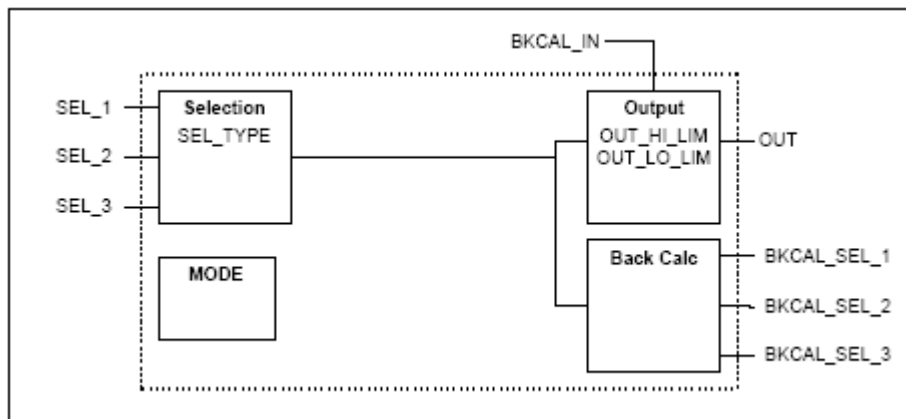 BKCAL_IN
SEL_1
SEL_2
SEL_3
Selection
SEL_TYPE
MODE
Output
OUT_HI_LIM
OUT_LO_LIM
OUT
Back Calc
BKCAL_SEL_1
BKCAL_SEL_2
BKCAL_SEL_3